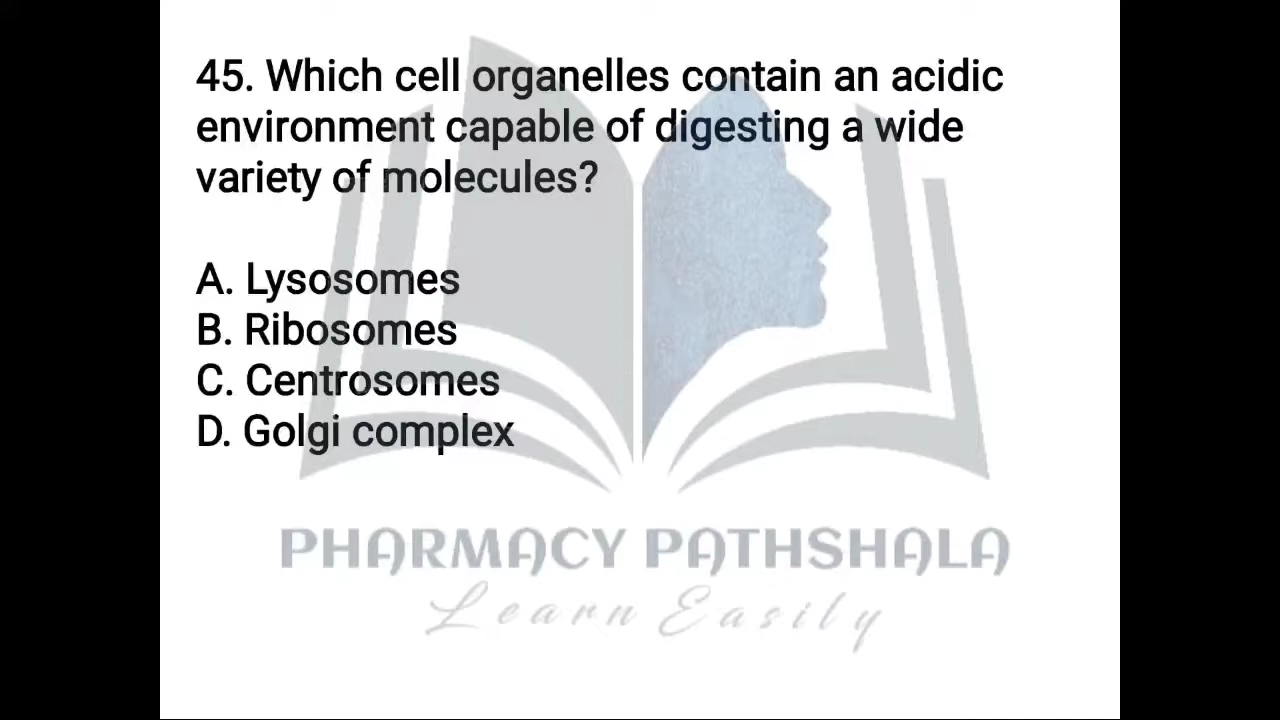 45. Which cell organelles contain an acidic
environment capable of digesting a wide
variety of molecules?
A. Lysosomes
B. Ribosomes
C. Centrosomes
D. Golgi complex
PHARMACY PATHSHALA
Learn Easily